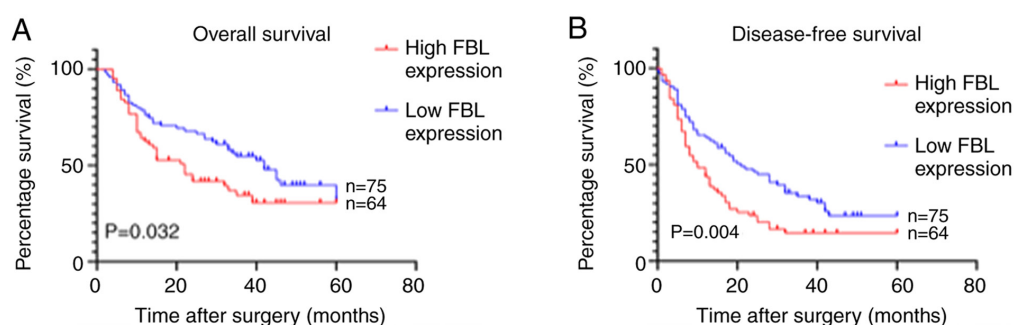 A
Overall survival
High FBL
expression
Low FBL
expression
Percentage survival (%)
100
50
0
n=75
n=64
P=0.032
0 20 40 60 80
Time after surgery (months)
B
Disease-free survival
High FBL
expression
Low FBL
expression
Percentage survival (%)
100
50
0
n=75
n=64
P=0.004
0 20 40 60 80
Time after surgery (months)